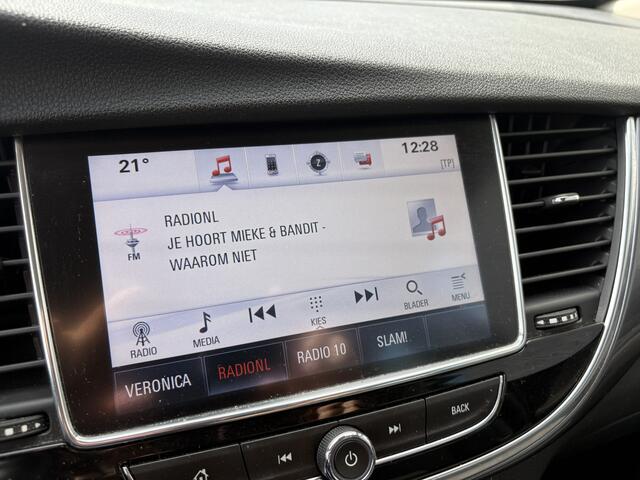 21°
12:28
[TP]
Z
FM
RADIONL
JE HOORT MIEKE & BANDIT -
WAAROM NIET
RADIO
MEDIA
KIES
BLADER
MENU
VERONICA
RADIONL
RADIO 10
SLAM!
BACK